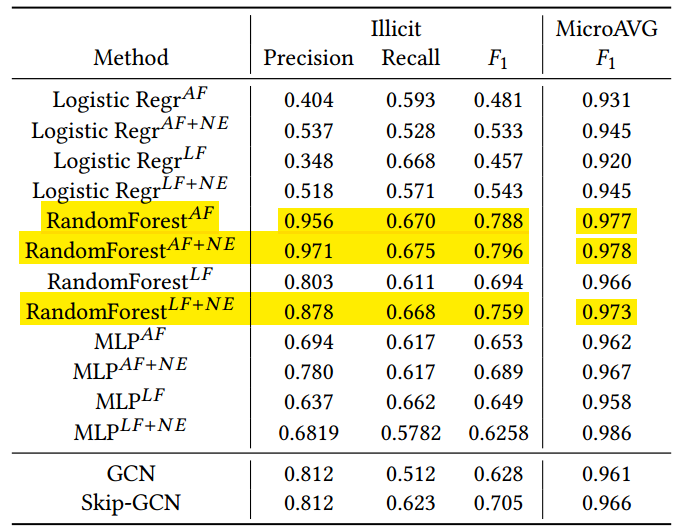 Illicit MicroAVG
Method Precision Recall F₁ F₁
Logistic Regr^AF 0.404 0.593 0.481 0.931
Logistic Regr^AF+NE 0.537 0.528 0.533 0.945
Logistic Regr^LF 0.348 0.668 0.457 0.920
Logistic Regr^LF+NE 0.518 0.571 0.543 0.945
RandomForest^AF 0.956 0.670 0.788 0.977
RandomForest^AF+NE 0.971 0.675 0.796 0.978
RandomForest^LF 0.803 0.611 0.694 0.966
RandomForest^LF+NE 0.878 0.668 0.759 0.973
MLP^AF 0.694 0.617 0.653 0.962
MLP^AF+NE 0.780 0.617 0.689 0.967
MLP^LF 0.637 0.662 0.649 0.958
MLP^LF+NE 0.6819 0.5782 0.6258 0.986
GCN 0.812 0.512 0.628 0.961
Skip-GCN 0.812 0.623 0.705 0.966